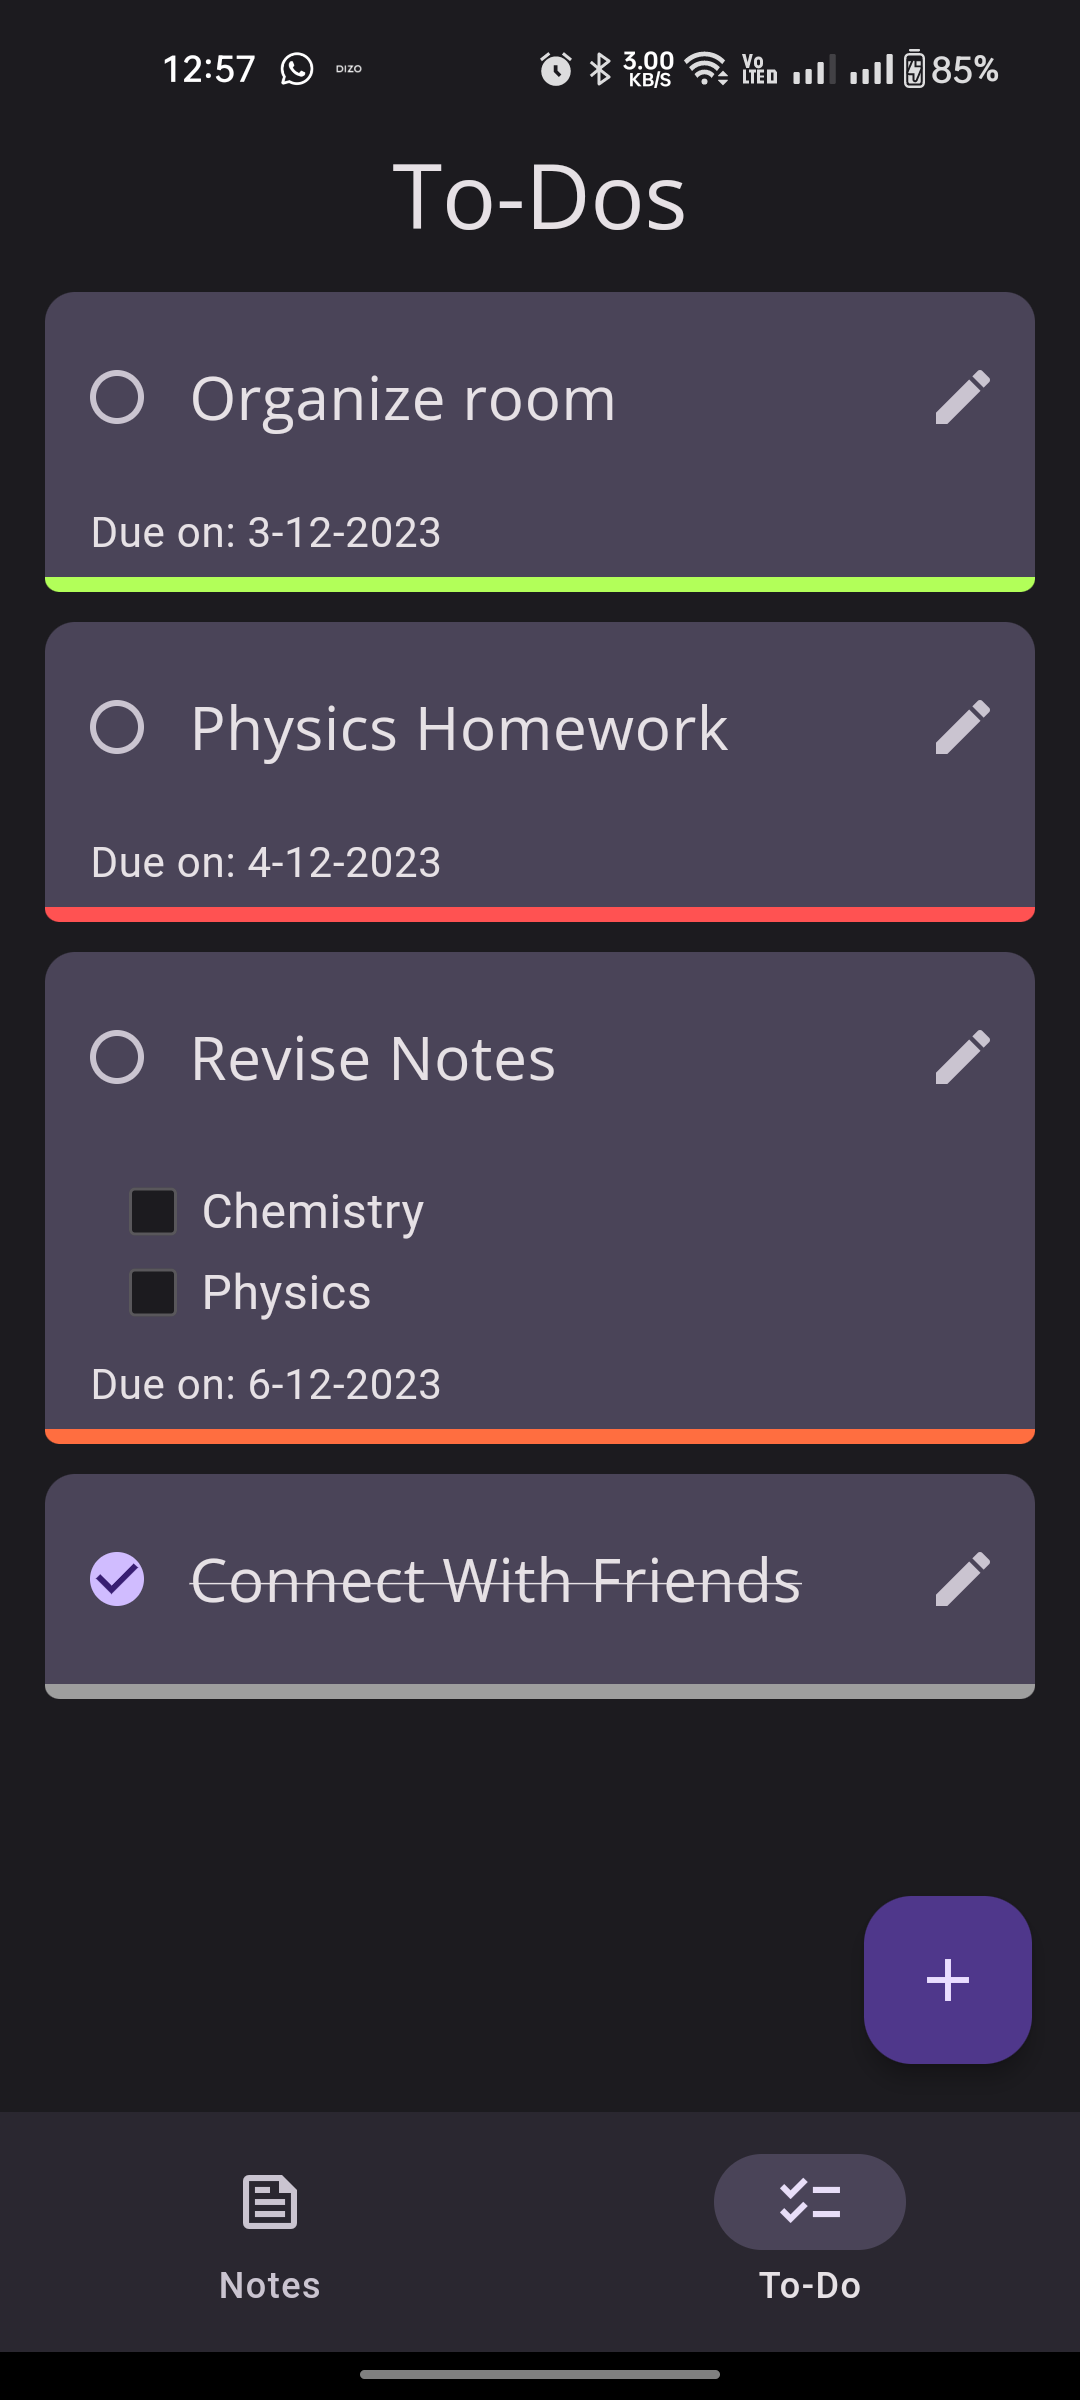 12:57 DIZO 3.00 KB/S Vo LTE D 85%
To-Dos
Organize room
Due on: 3-12-2023
Physics Homework
Due on: 4-12-2023
Revise Notes
Chemistry
Physics
Due on: 6-12-2023
Connect With Friends
Notes To-Do